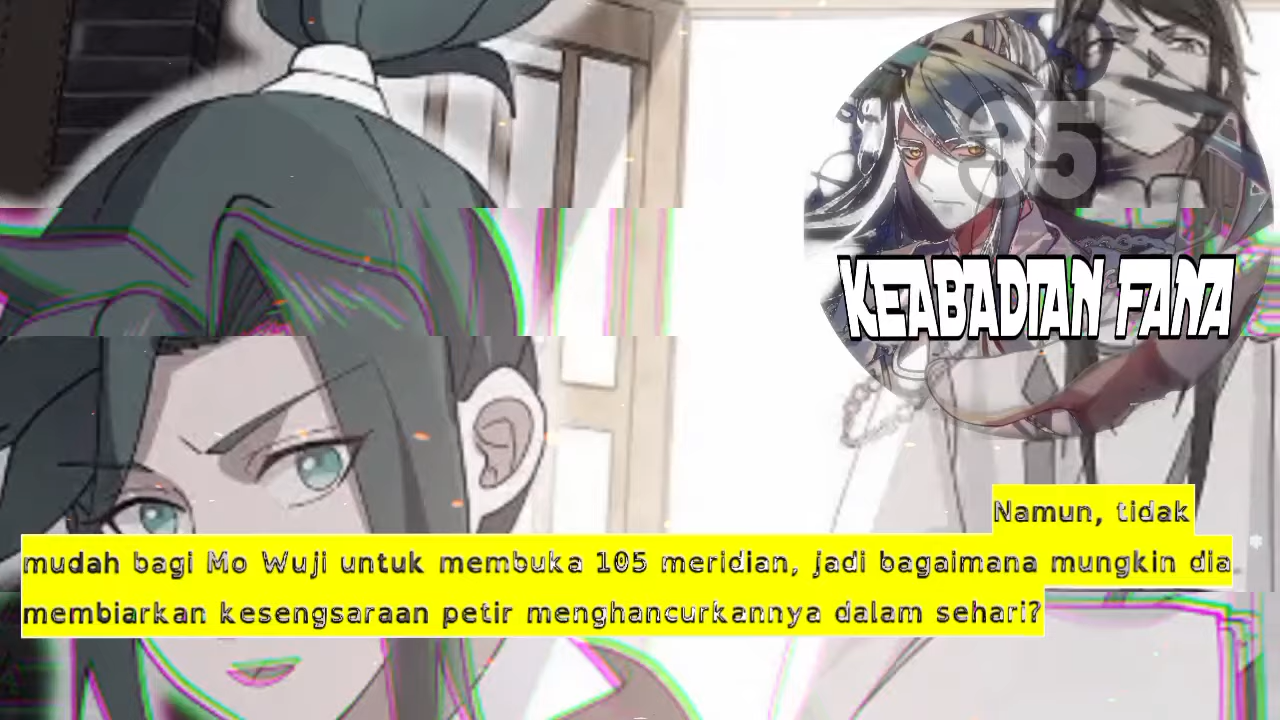 35
KEABADIAN FANA
Namun, tidak
mudah bagi Mo Wuji untuk membuka 105 meridian, jadi bagaimana mungkin dia
membiarkan kesengsaraan petir menghancurkannya dalam sehari?